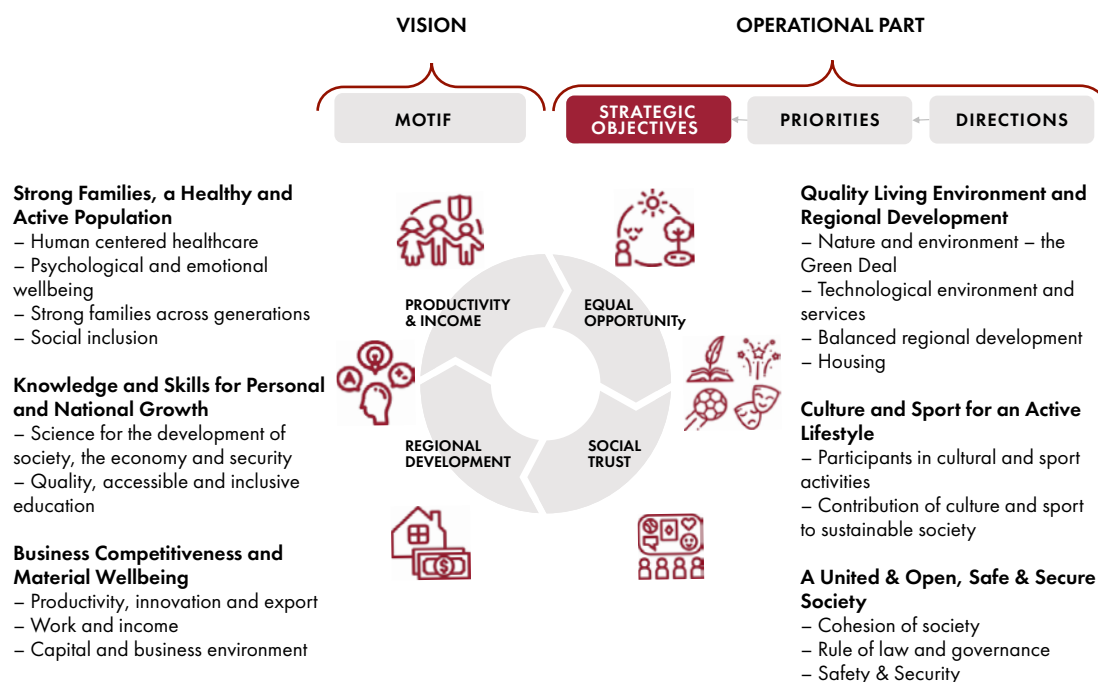 VISION
OPERATIONAL PART
MOTIF
STRATEGIC
OBJECTIVES
PRIORITIES
DIRECTIONS
Strong Families, a Healthy and
Active Population
– Human centered healthcare
– Psychological and emotional
wellbeing
– Strong families across generations
– Social inclusion
Knowledge and Skills for Personal
and National Growth
– Science for the development of
society, the economy and security
– Quality, accessible and inclusive
education
Business Competitiveness and
Material Wellbeing
– Productivity, innovation and export
– Work and income
– Capital and business environment
PRODUCTIVITY
& INCOME
EQUAL
OPPORTUNITy
REGIONAL
DEVELOPMENT
SOCIAL
TRUST
A
Quality Living Environment and
Regional Development
– Nature and environment – the
Green Deal
– Technological environment and
services
– Balanced regional development
– Housing
Culture and Sport for an Active
Lifestyle
– Participants in cultural and sport
activities
– Contribution of culture and sport
to sustainable society
A United & Open, Safe & Secure
Society
– Cohesion of society
– Rule of law and governance
– Safety & Security